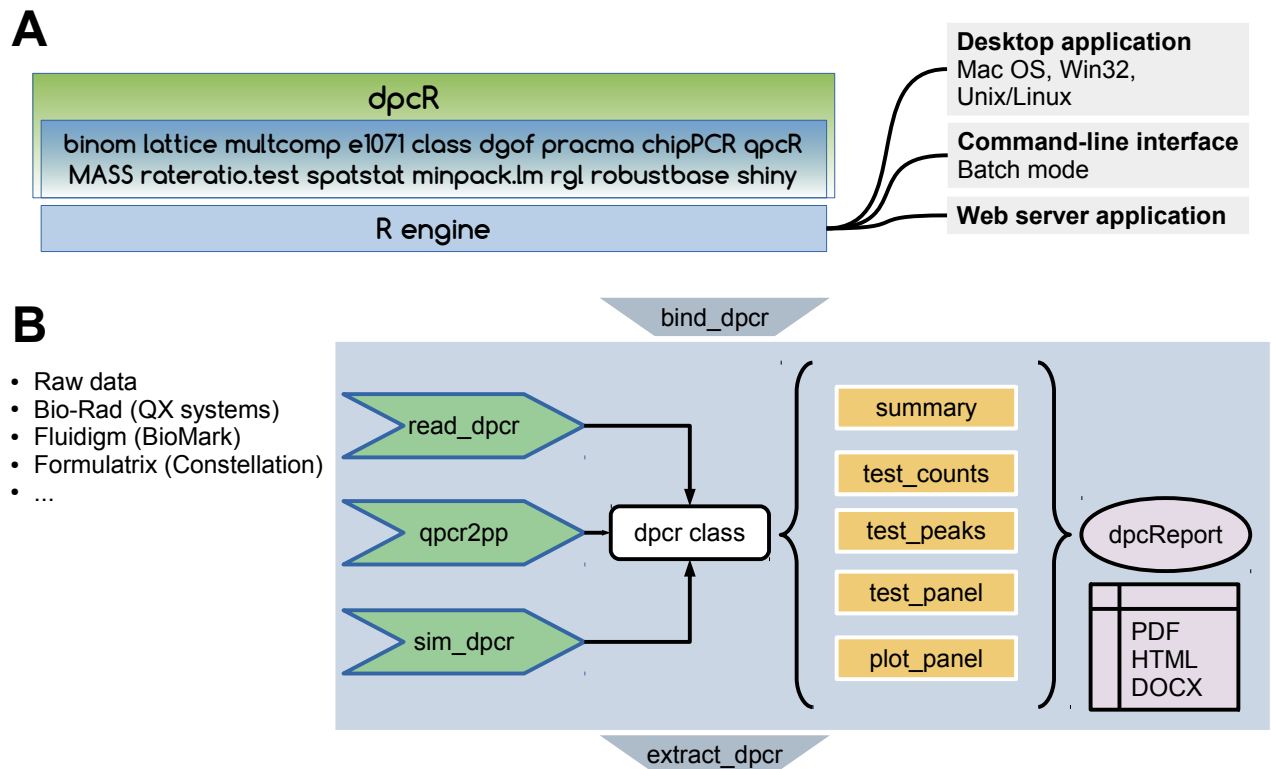 A
dpcR
binom lattice multcomp e1071 class dgof pracma chipPCR qpcR
MASS rateratio.test spatstat minpack.lm rgl robustbase shiny
R engine
Desktop application
Mac OS, Win32,
Unix/Linux
Command-line interface
Batch mode
Web server application
B
• Raw data
• Bio-Rad (QX systems)
• Fluidigm (BioMark)
• Formulatrix (Constellation)
• ...
bind_dpcr
read_dpcr
qpcr2pp
sim_dpcr
dpcr class
summary
test_counts
test_peaks
test_panel
plot_panel
dpcReport
PDF
HTML
DOCX
extract_dpcr